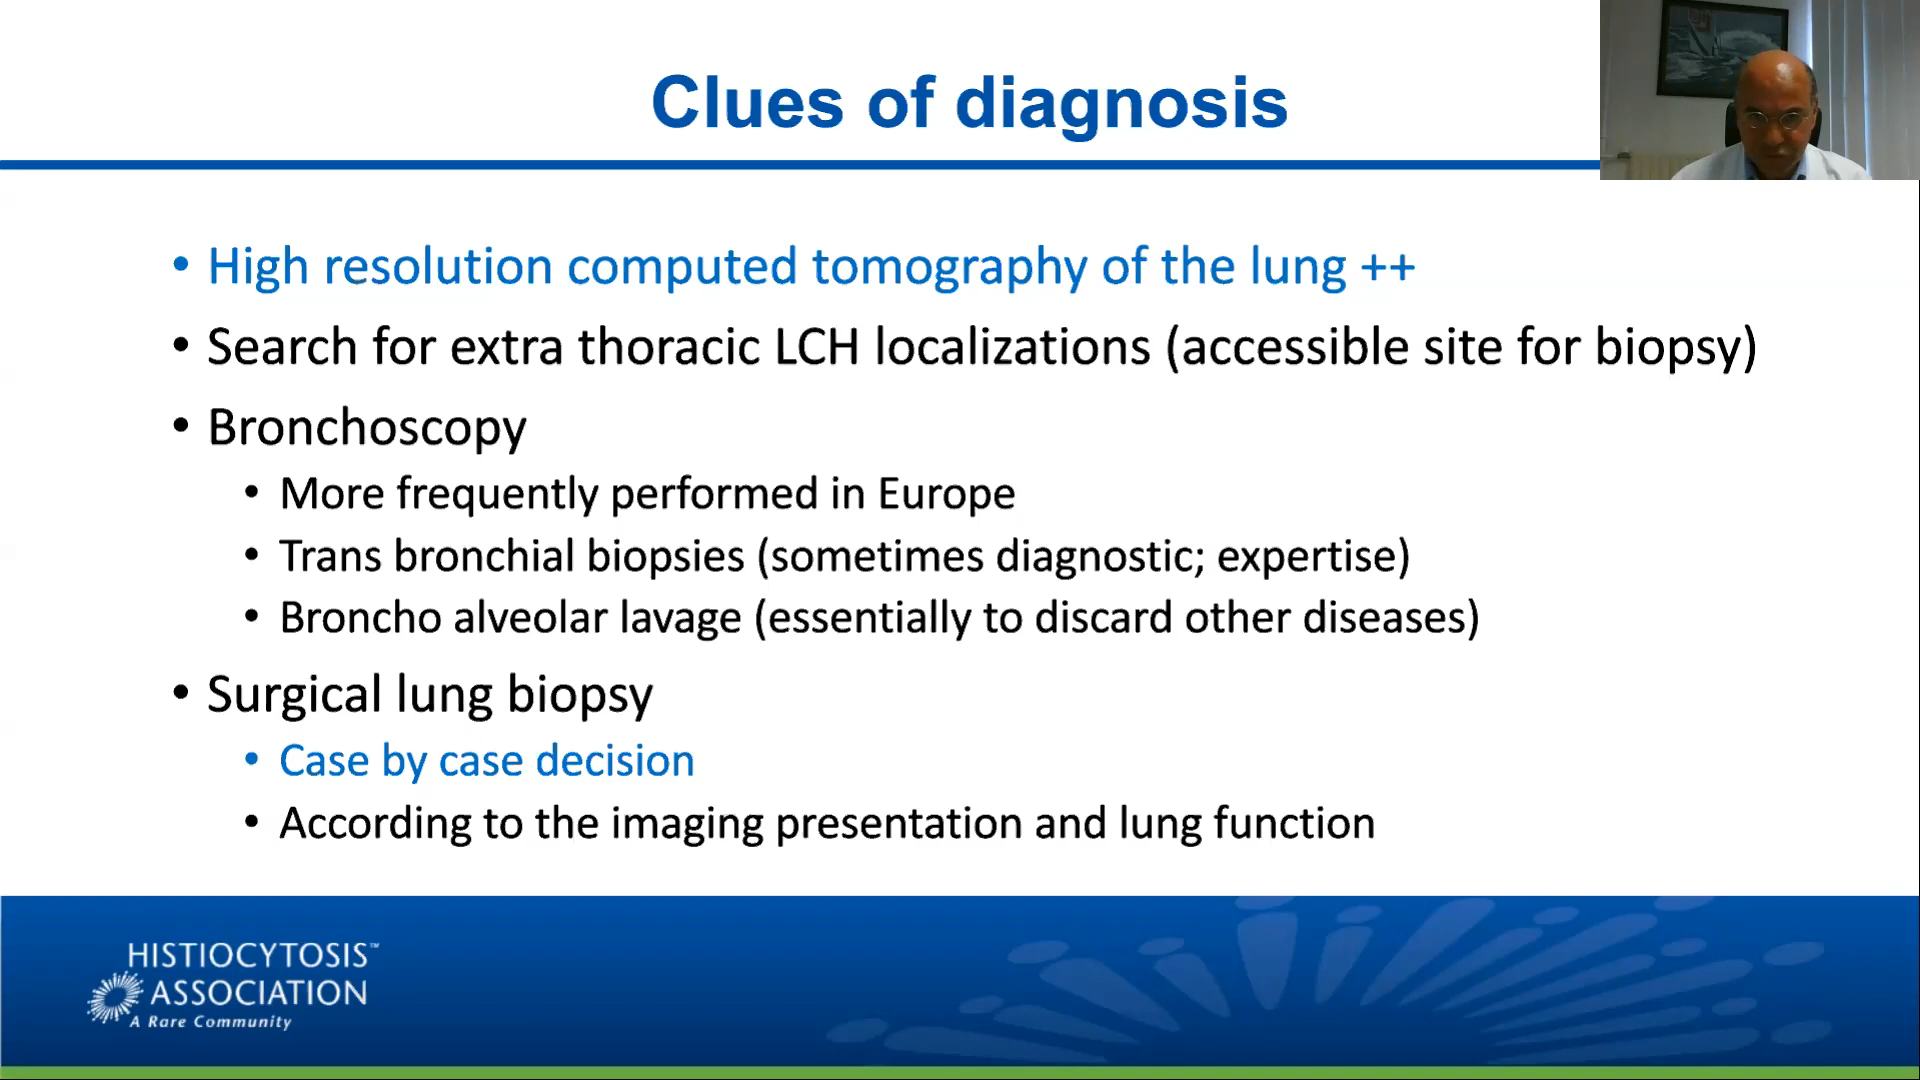 Clues of diagnosis
• High resolution computed tomography of the lung ++
• Search for extra thoracic LCH localizations (accessible site for biopsy)
• Bronchoscopy
• More frequently performed in Europe
• Trans bronchial biopsies (sometimes diagnostic; expertise)
• Broncho alveolar lavage (essentially to discard other diseases)
• Surgical lung biopsy
• Case by case decision
• According to the imaging presentation and lung function
HISTIOCYTOSIS™
ASSOCIATION
A Rare Community